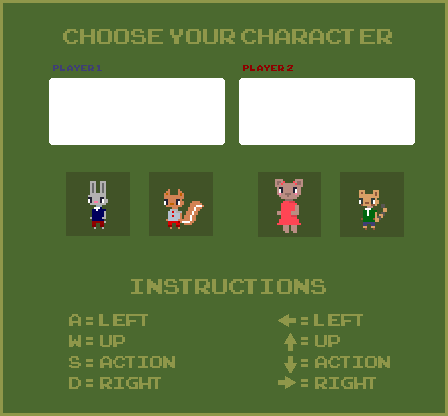 CHOOSE YOUR CHARACTER
PLAYER 1
PLAYER 2
INSTRUCTIONS
A = LEFT
W = UP
S = ACTION
D = RIGHT
← = LEFT
↑ = UP
↓ = ACTION
→ = RIGHT